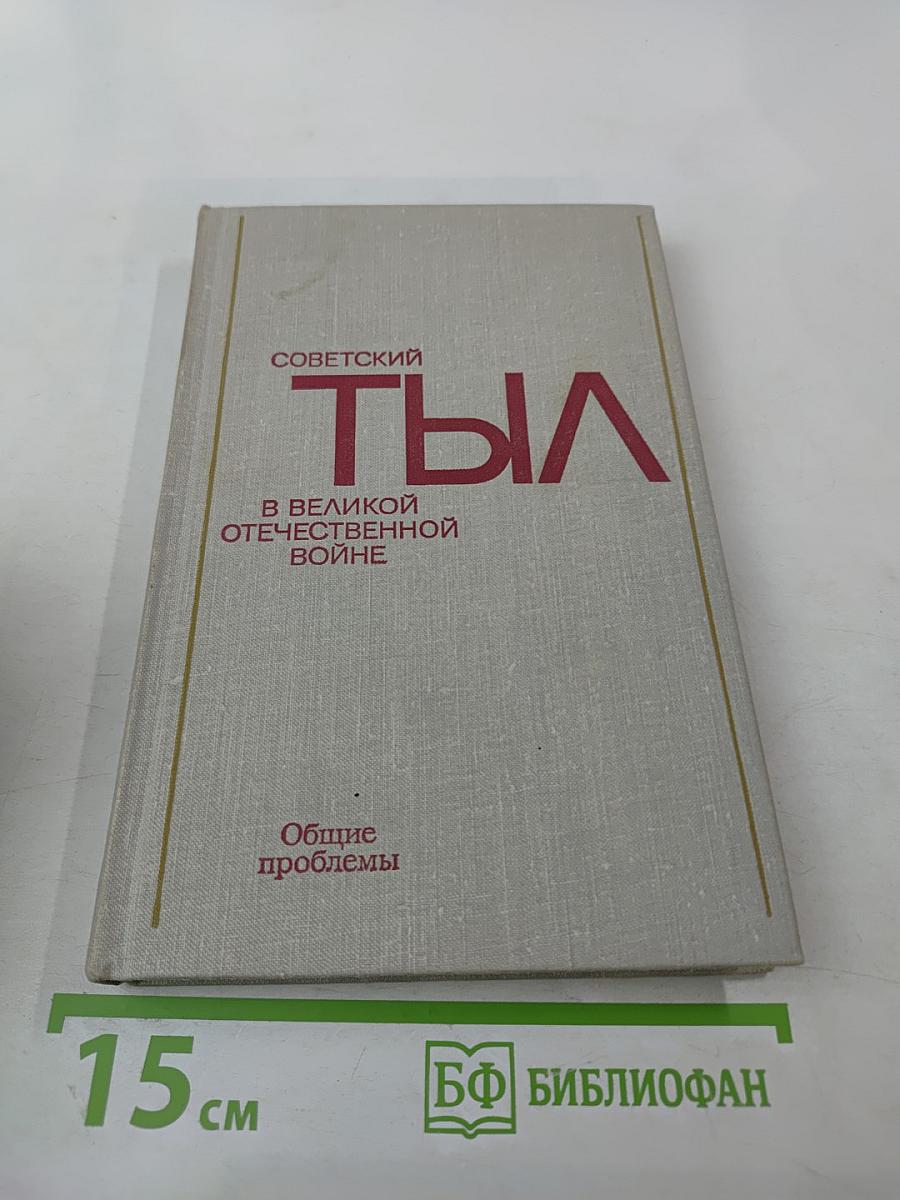 СОВЕТСКИЙ
ТЫЛ
В ВЕЛИКОЙ
ОТЕЧЕСТВЕННОЙ
ВОЙНЕ
Общие
проблемы
15 см
БФ БИБЛИОФАН